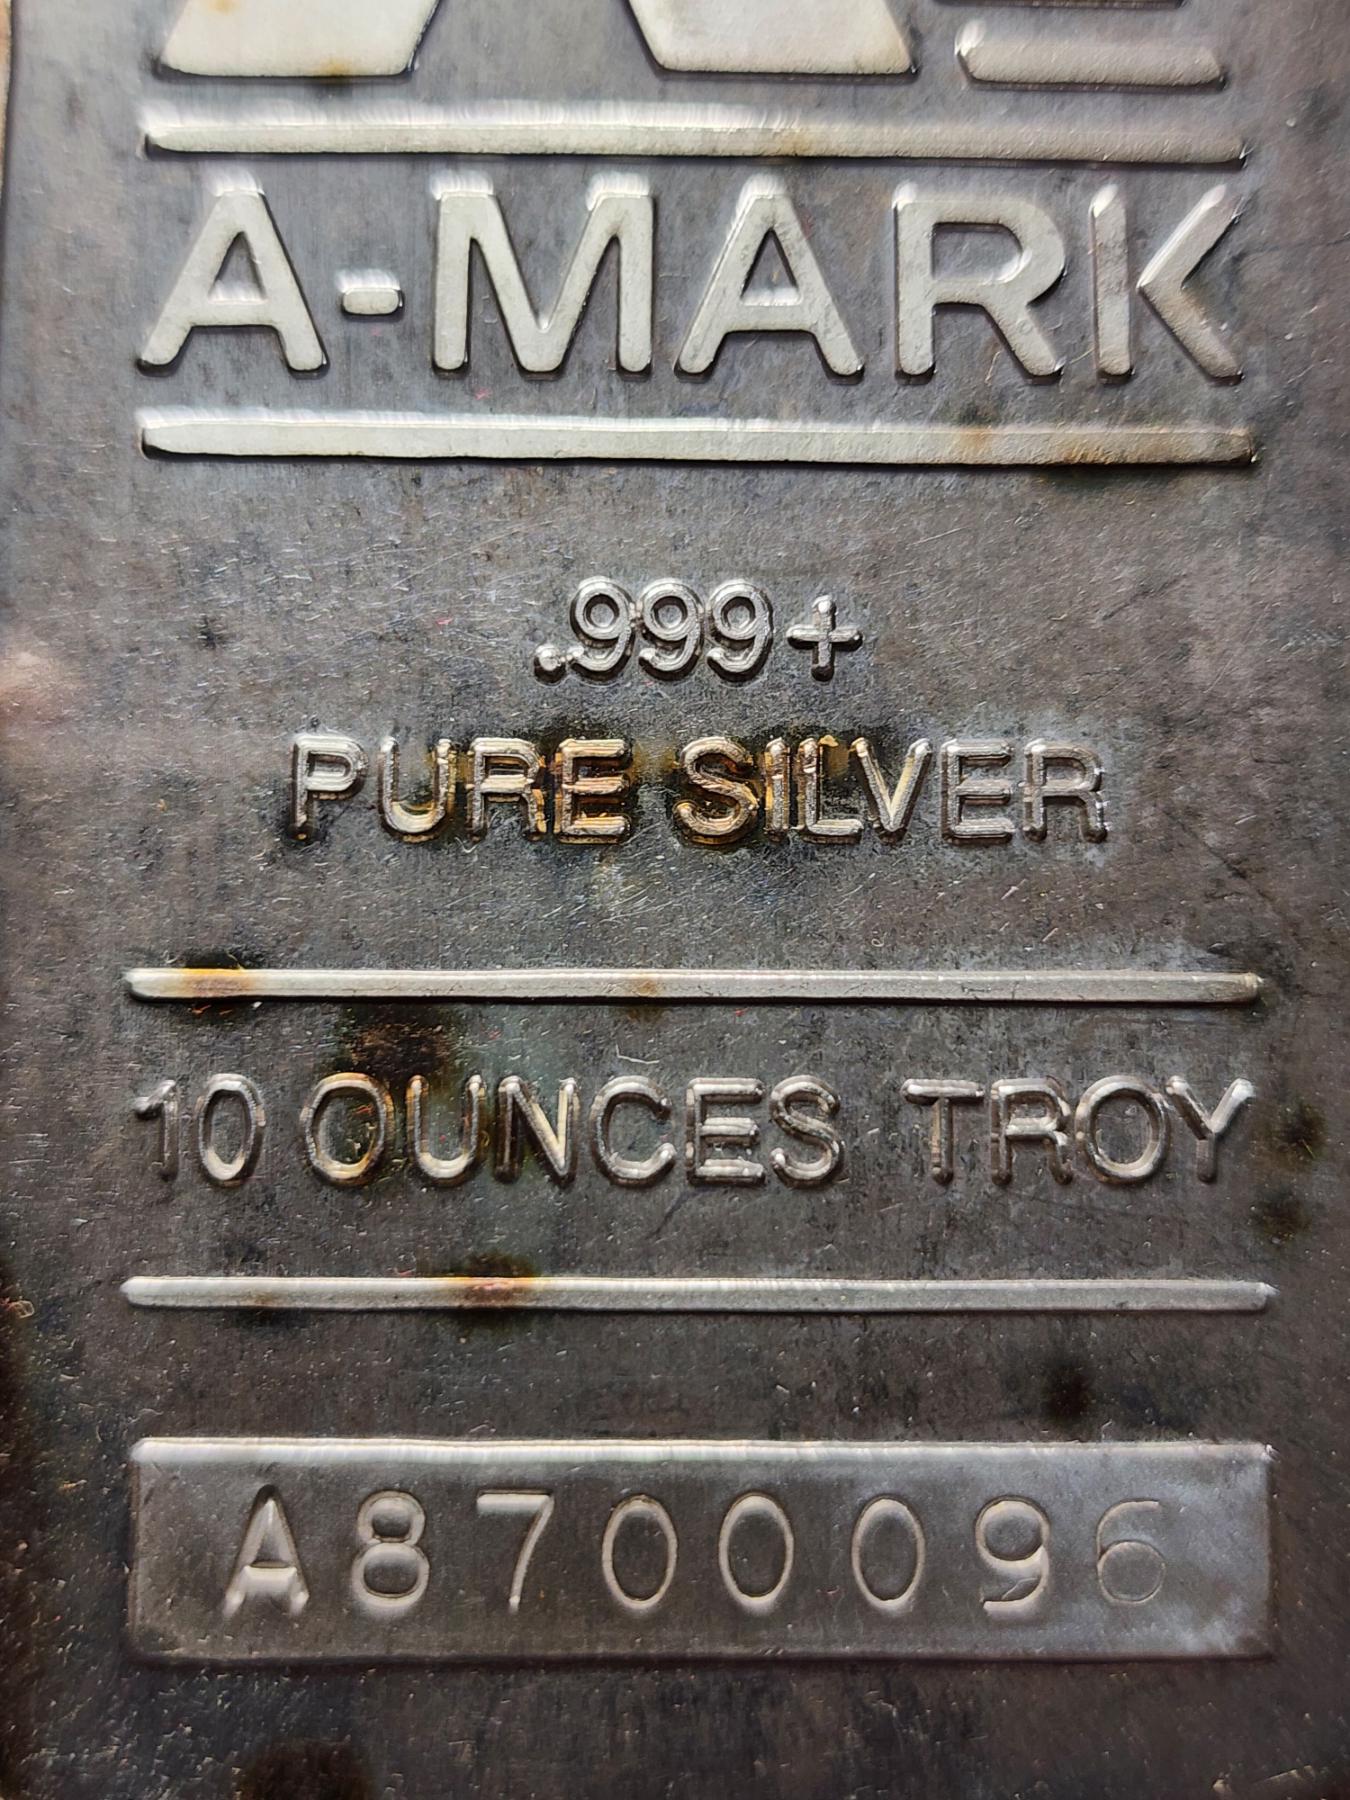 A-MARK
.999+
PURE SILVER
10 OUNCES TROY
A8700096